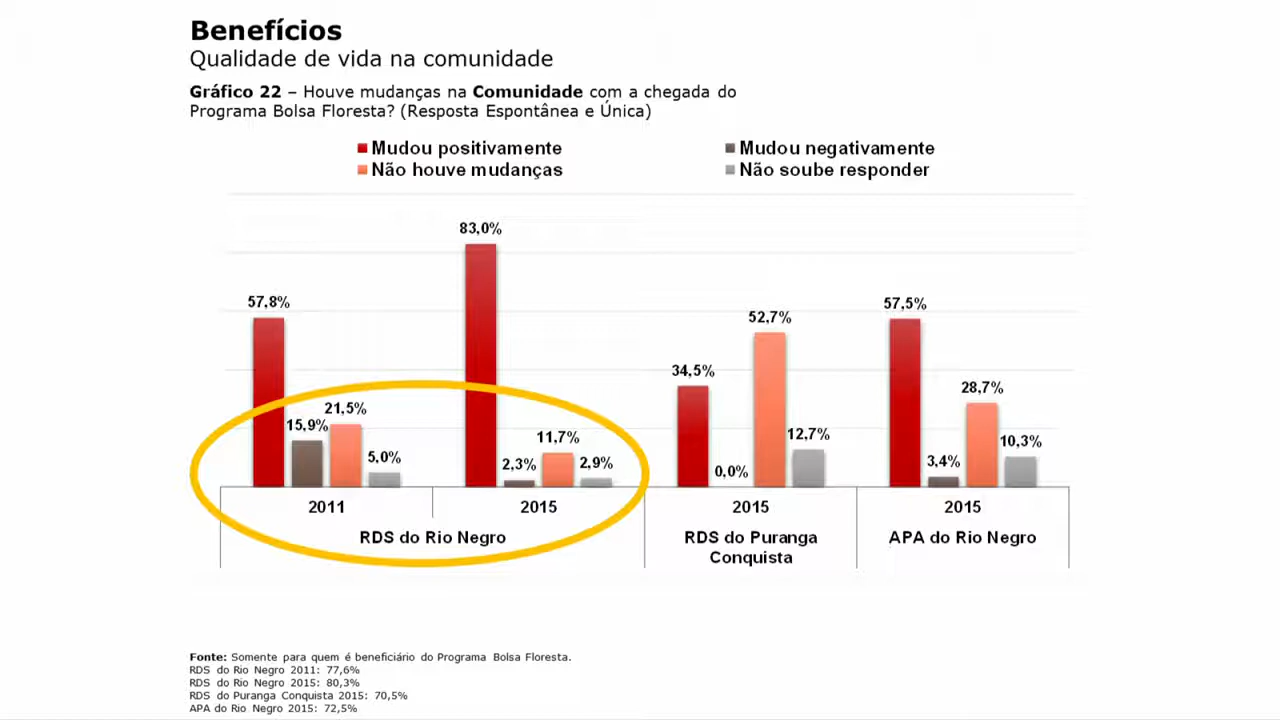 Benefícios
Qualidade de vida na comunidade
Gráfico 22 – Houve mudanças na Comunidade com a chegada do
Programa Bolsa Floresta? (Resposta Espontânea e Única)
Mudou positivamente
Mudou negativamente
Não houve mudanças
Não soube responder
57,8%
15,9%
21,5%
5,0%
83,0%
2,3%
11,7%
2,9%
34,5%
0,0%
52,7%
12,7%
57,5%
3,4%
28,7%
10,3%
2011
2015
2015
2015
RDS do Rio Negro
RDS do Puranga
Conquista
APA do Rio Negro
Fonte: Somente para quem é beneficiário do Programa Bolsa Floresta.
RDS do Rio Negro 2011: 77,6%
RDS do Rio Negro 2015: 80,3%
RDS do Puranga Conquista 2015: 70,5%
APA do Rio Negro 2015: 72,5%